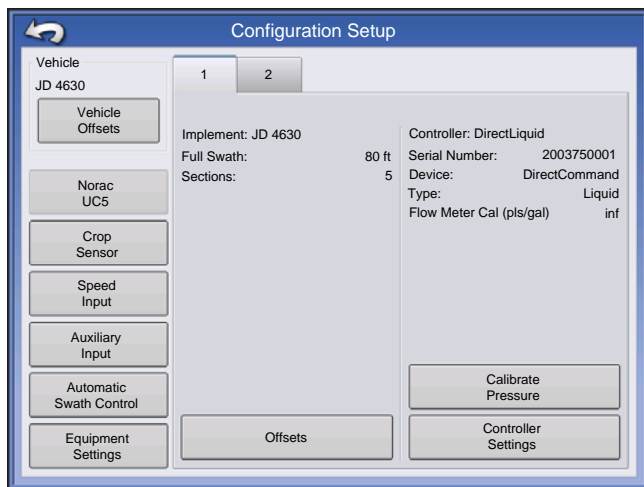 Configuration Setup
Vehicle
JD 4630
Vehicle
Offsets
Norac
UC5
Crop
Sensor
Speed
Input
Auxiliary
Input
Automatic
Swath Control
Equipment
Settings
1
2
Implement: JD 4630
Full Swath: 80 ft
Sections: 5
Offsets
Controller: DirectLiquid
Serial Number: 2003750001
Device: DirectCommand
Type: Liquid
Flow Meter Cal (pls/gal) inf
Calibrate
Pressure
Controller
Settings